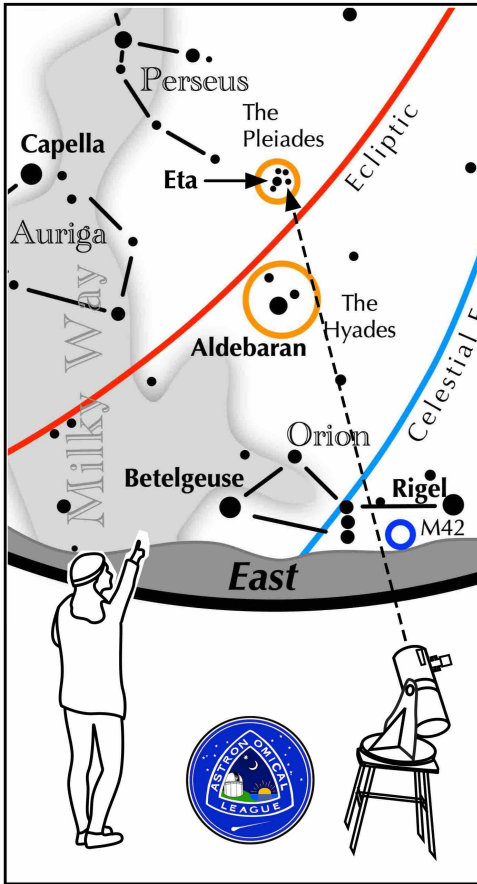 Perseus
The
Pleiades
Capella
Eta
Ecliptic
Auriga
The
Hyades
Aldebaran
Millky Way
Celestial E
Orion
Betelgeuse
Rigel
M42
East
ASTRONOMICAL
LEAGUE